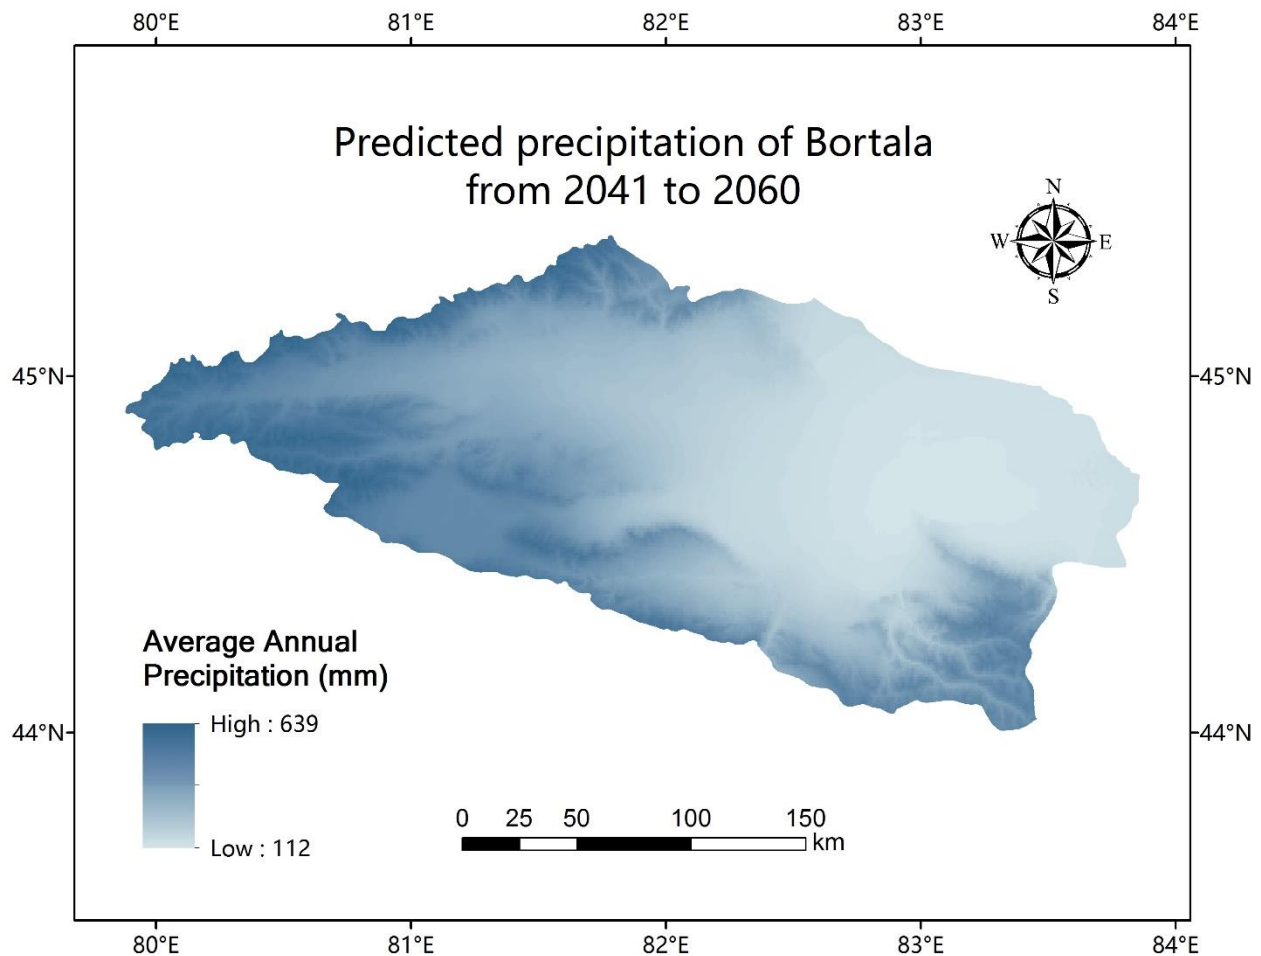 80°E 81°E 82°E 83°E 84°E
Predicted precipitation of Bortala
from 2041 to 2060
N
W E
S
45°N 45°N
Average Annual
Precipitation (mm)
High : 639
44°N 44°N
Low : 112
0 25 50 100 150
km
80°E 81°E 82°E 83°E 84°E